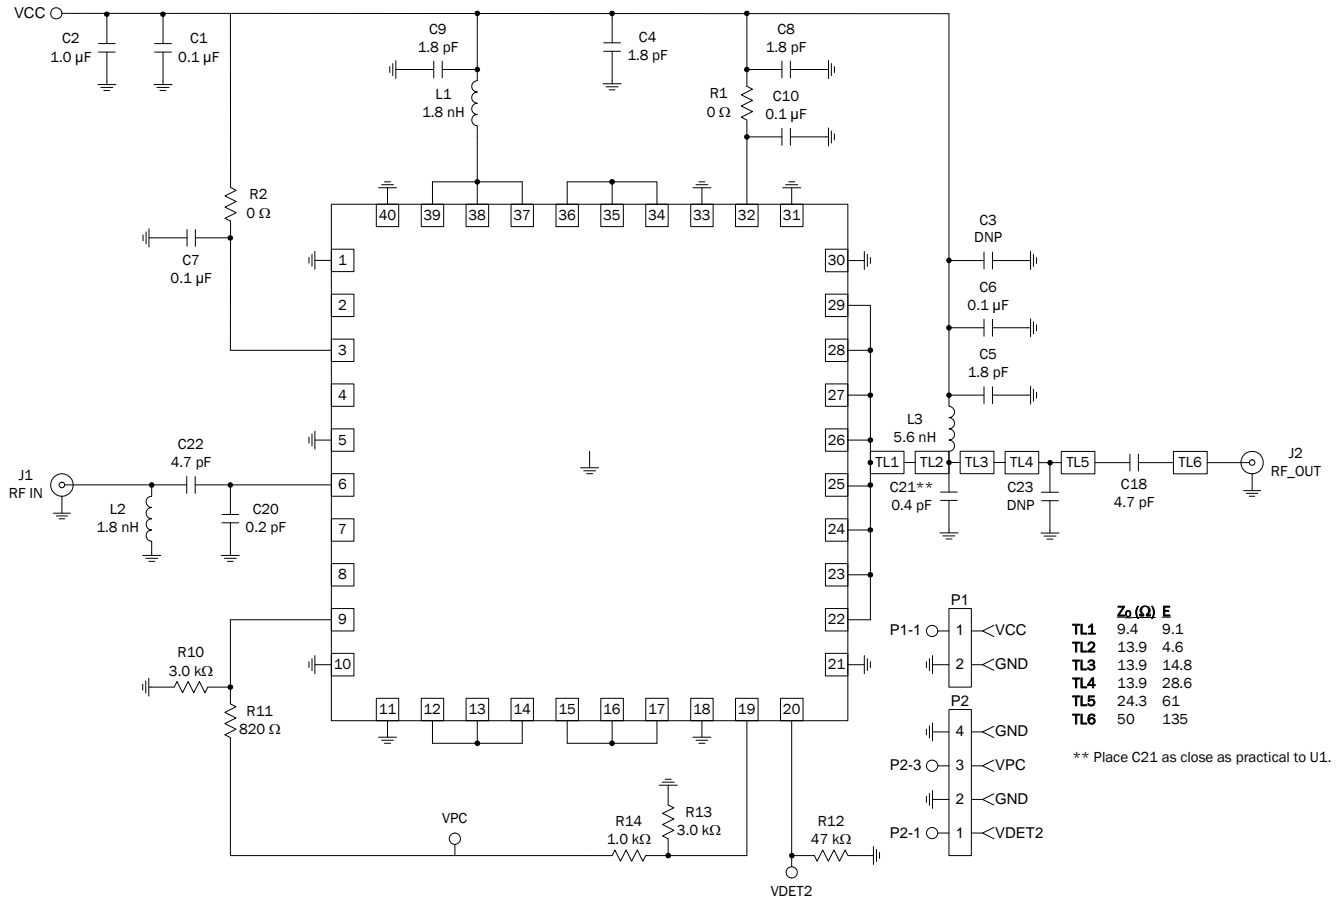 VCC
C2
1.0 µF
C1
0.1 µF
C9
1.8 pF
L1
1.8 nH
C4
1.8 pF
C8
1.8 pF
R1
0 Ω
C10
0.1 µF
R2
0 Ω
C7
0.1 µF
40 39 38 37 36 35 34 33 32 31
1
2
3
4
5
6
7
8
9
10
30
29
28
27
26
25
24
23
22
21
11 12 13 14 15 16 17 18 19 20
C3
DNP
C6
0.1 µF
C5
1.8 pF
L3
5.6 nH
TL1 TL2 TL3 TL4 TL5 TL6
C21**
0.4 pF
C23
DNP
C18
4.7 pF
J2
RF_OUT
J1
RF IN
C22
4.7 pF
L2
1.8 nH
C20
0.2 pF
R10
3.0 kΩ
R11
820 Ω
VPC
R14
1.0 kΩ
R13
3.0 kΩ
R12
47 kΩ
VDET2
P1
P1-1 1 VCC
2 GND
P2
4 GND
P2-3 3 VPC
2 GND
P2-1 1 VDET2
Z₀ (Ω) E
TL1 9.4 9.1
TL2 13.9 4.6
TL3 13.9 14.8
TL4 13.9 28.6
TL5 24.3 61
TL6 50 135
** Place C21 as close as practical to U1.